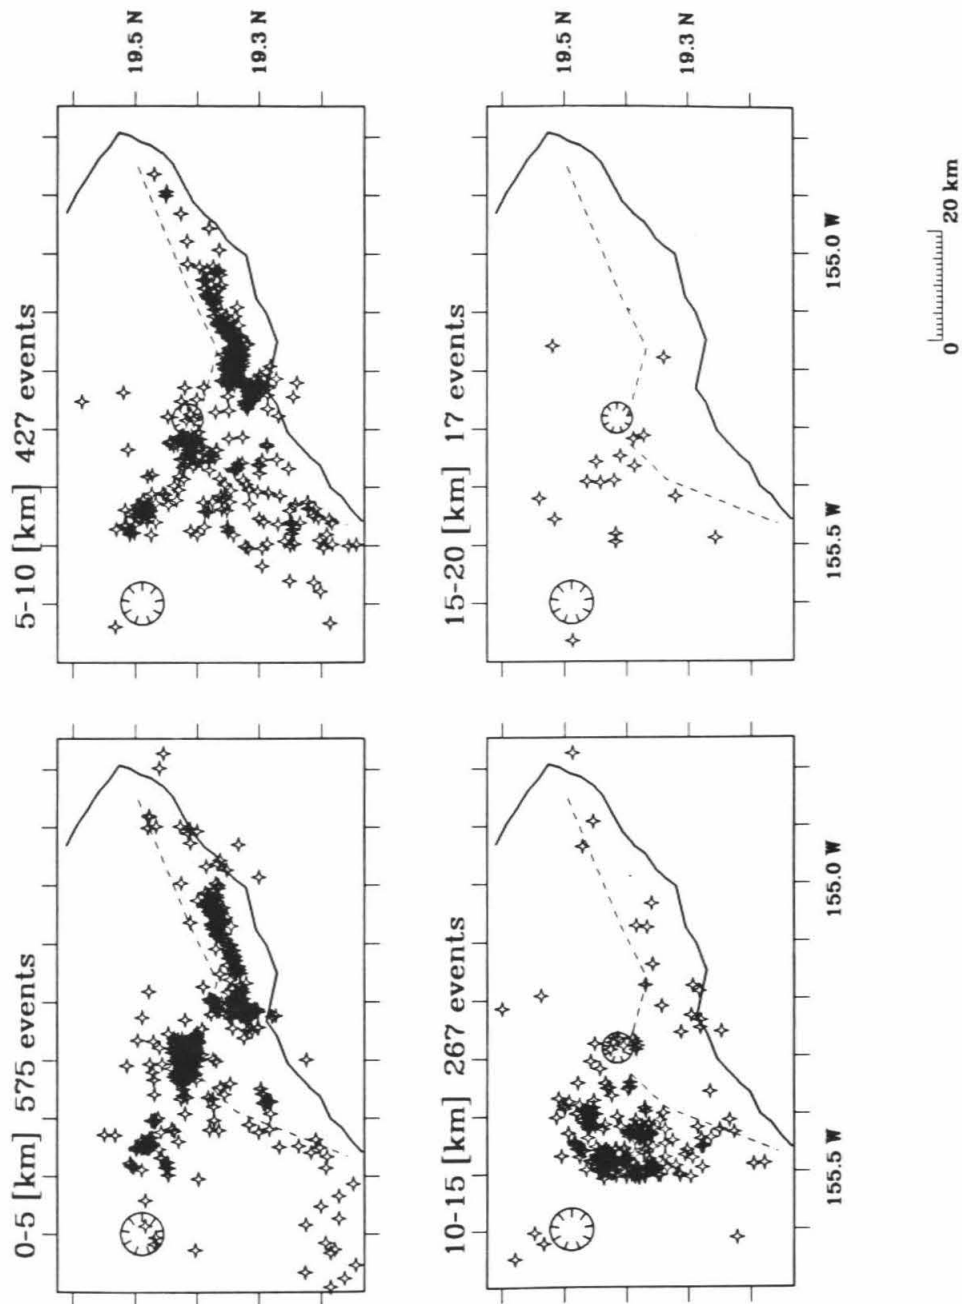 0-5 [km] 575 events
5-10 [km] 427 events
19.5 N
19.3 N
10-15 [km] 267 events
15-20 [km] 17 events
19.5 N
19.3 N
155.5 W
155.0 W
155.5 W
155.0 W
0
20 km